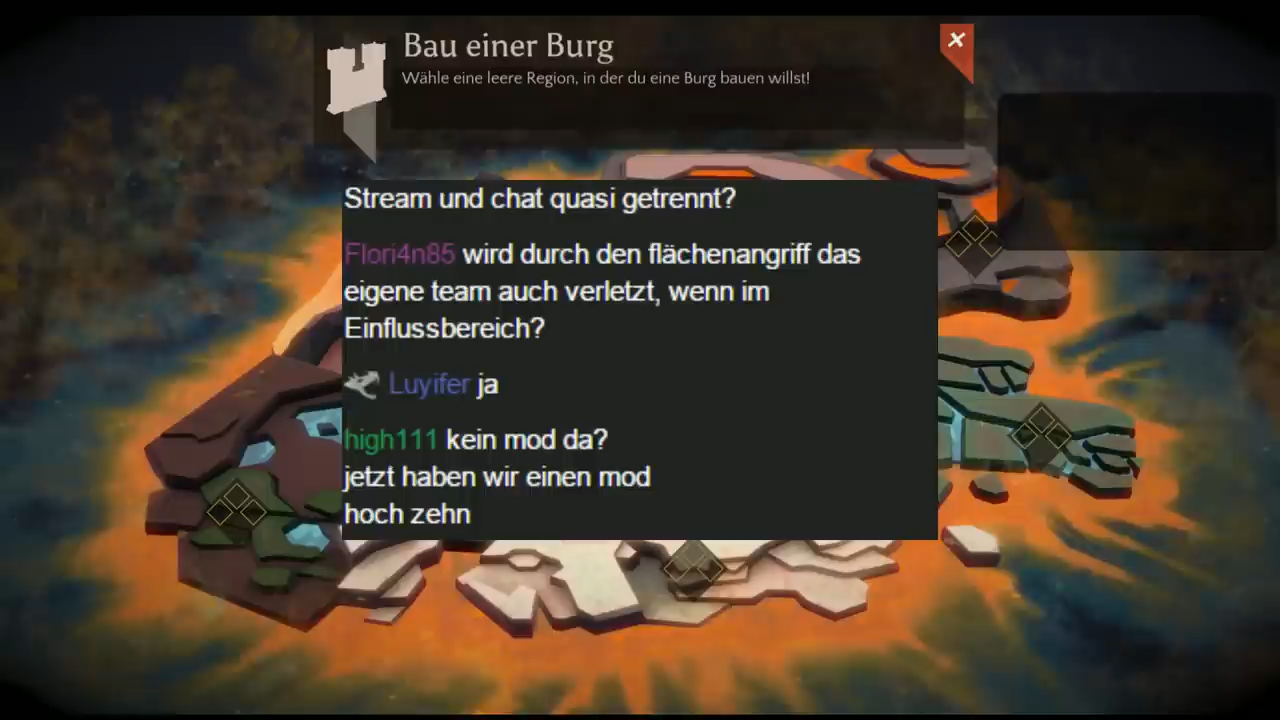 Bau einer Burg
Wähle eine leere Region, in der du eine Burg bauen willst!
Stream und chat quasi getrennt?
Flori4n85 wird durch den flächenangriff das
eigene team auch verletzt, wenn im
Einflussbereich?
Luyifer ja
high111 kein mod da?
jetzt haben wir einen mod
hoch zehn